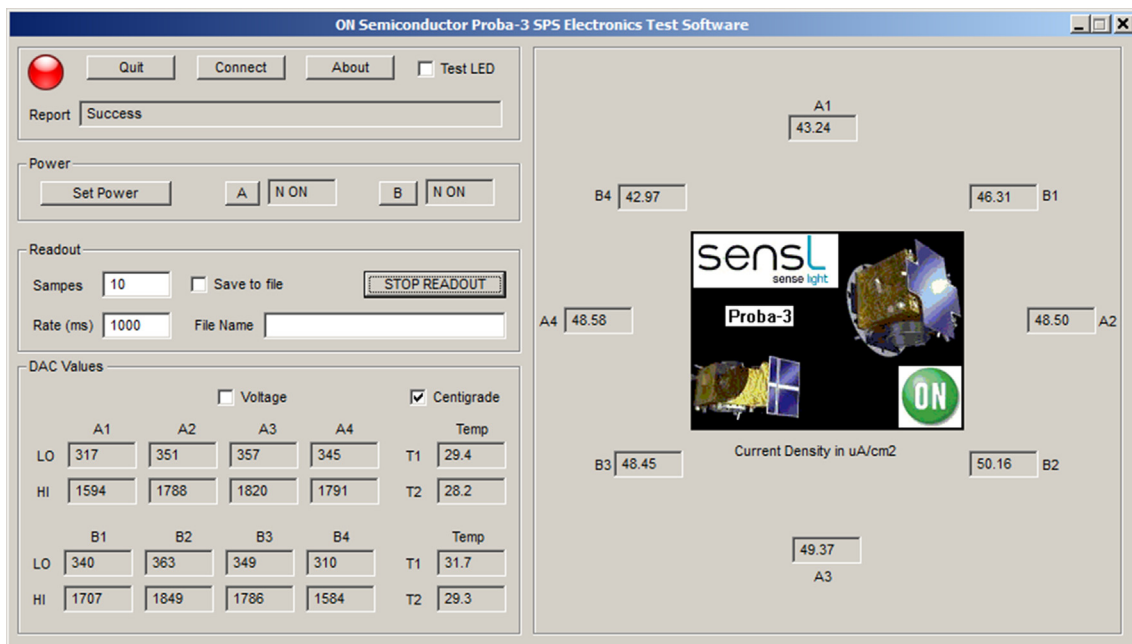 ON Semiconductor Proba-3 SPS Electronics Test Software
Quit Connect About Test LED
Report Success
Power
Set Power A N ON B N ON
Readout
Sampes 10 Save to file STOP READOUT
Rate (ms) 1000 File Name
DAC Values
Voltage Centigrade
A1 A2 A3 A4 Temp
LO 317 351 357 345 T1 29.4
HI 1594 1788 1820 1791 T2 28.2
B1 B2 B3 B4 Temp
LO 340 363 349 310 T1 31.7
HI 1707 1849 1786 1584 T2 29.3
A1
43.24
B4 42.97 46.31 B1
sensL
sense light
Proba-3
A4 48.58 48.50 A2
ON
Current Density in uA/cm2
B3 48.45 50.16 B2
49.37
A3